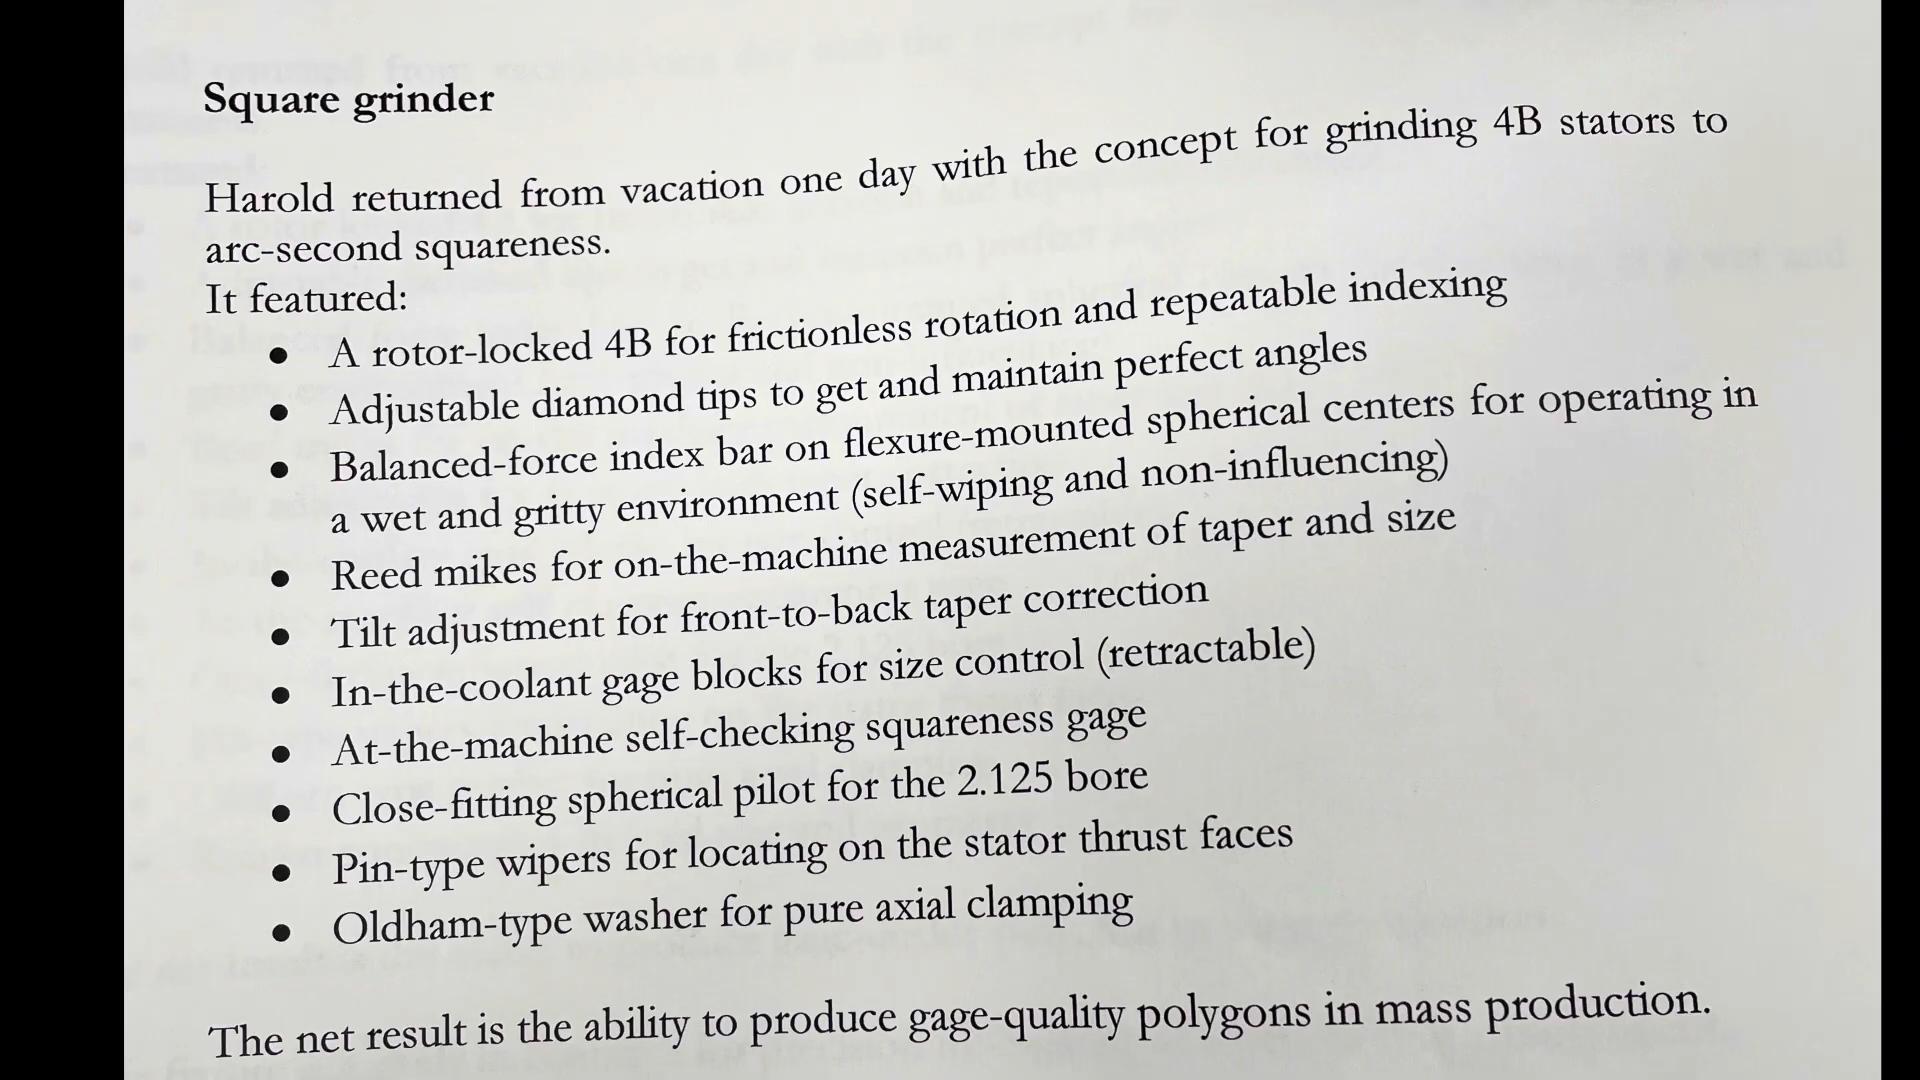 Square grinder
Harold returned from vacation one day with the concept for grinding 4B stators to
arc-second squareness.
It featured:
● A rotor-locked 4B for frictionless rotation and repeatable indexing
● Adjustable diamond tips to get and maintain perfect angles
● Balanced-force index bar on flexure-mounted spherical centers for operating in
a wet and gritty environment (self-wiping and non-influencing)
● Reed mikes for on-the-machine measurement of taper and size
● Tilt adjustment for front-to-back taper correction
● In-the-coolant gage blocks for size control (retractable)
● At-the-machine self-checking squareness gage
● Close-fitting spherical pilot for the 2.125 bore
● Pin-type wipers for locating on the stator thrust faces
● Oldham-type washer for pure axial clamping
The net result is the ability to produce gage-quality polygons in mass production.